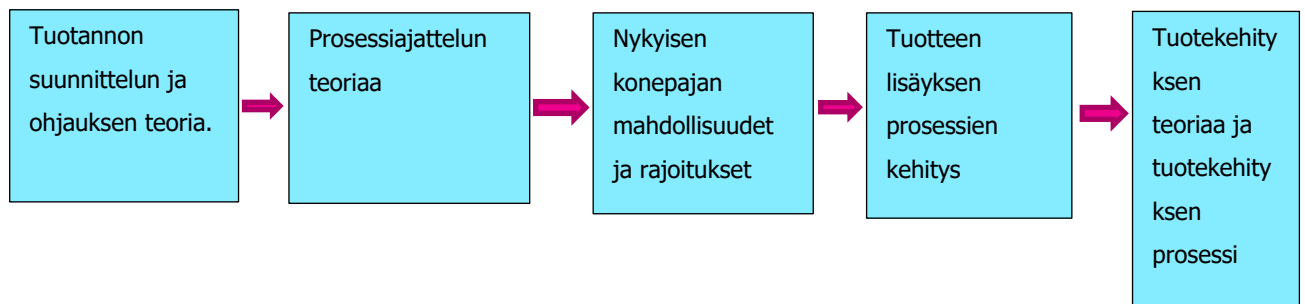 Tuotannon
suunnittelun ja
ohjauksen teoria.
Prosessiajattelun
teoriaa
Nykyisen
konepajan
mahdollisuudet
ja rajoitukset
Tuotteen
lisäyksen
prosessien
kehitys
Tuotekehity
ksen
teoriaa ja
tuotekehity
ksen
prosessi